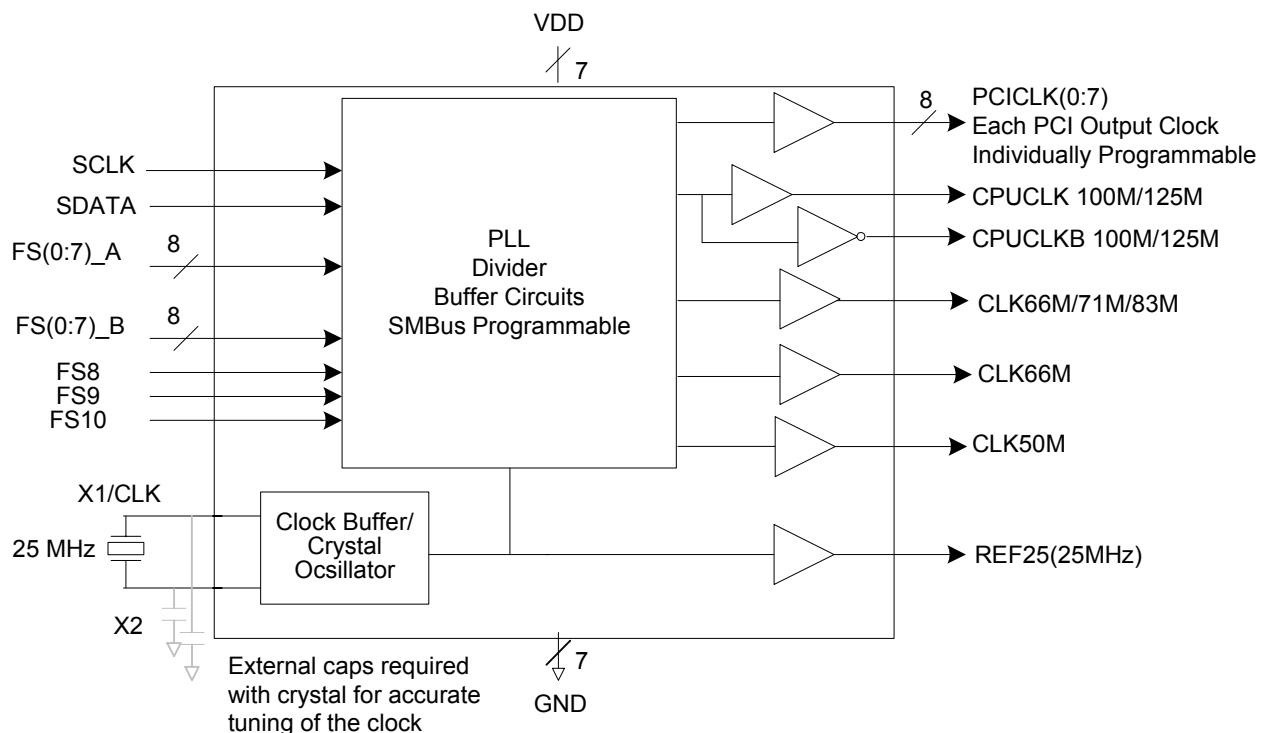 VDD
7
8
PCICLK(0:7)
Each PCI Output Clock
Individually Programmable
SCLK
SDATA
FS(0:7)_A
8
FS(0:7)_B
8
FS8
FS9
FS10
PLL
Divider
Buffer Circuits
SMBus Programmable
CPUCLK 100M/125M
CPUCLKB 100M/125M
CLK66M/71M/83M
CLK66M
CLK50M
X1/CLK
25 MHz
X2
Clock Buffer/
Crystal
Ocsillator
REF25(25MHz)
External caps required
with crystal for accurate
tuning of the clock
7
GND